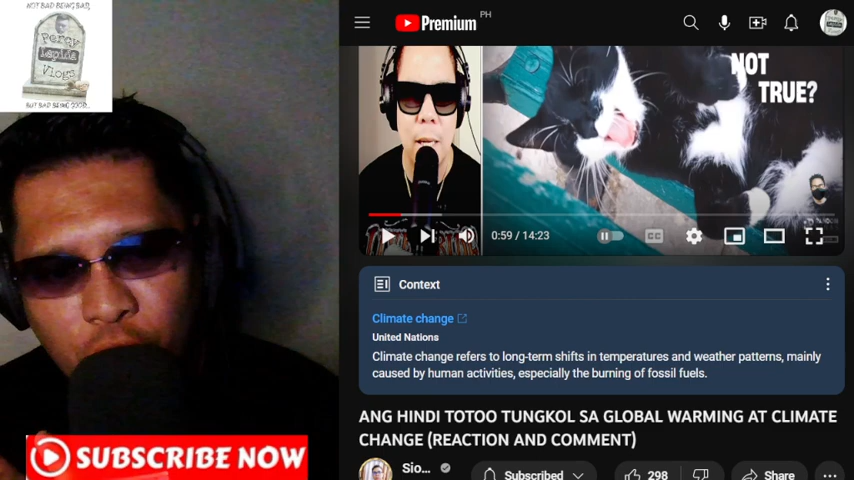 NOT BAD BEING BAD,
Percy
Lapida
Vlogs
BUT BAD BEING GOOD...
SUBSCRIBE NOW
Premium
PH
NOT
TRUE?
0:59 / 14:23
CC
Context
Climate change
United Nations
Climate change refers to long-term shifts in temperatures and weather patterns, mainly
caused by human activities, especially the burning of fossil fuels.
ANG HINDI TOTOO TUNGKOL SA GLOBAL WARMING AT CLIMATE
CHANGE (REACTION AND COMMENT)
Sio...
Subscribed
298
Share